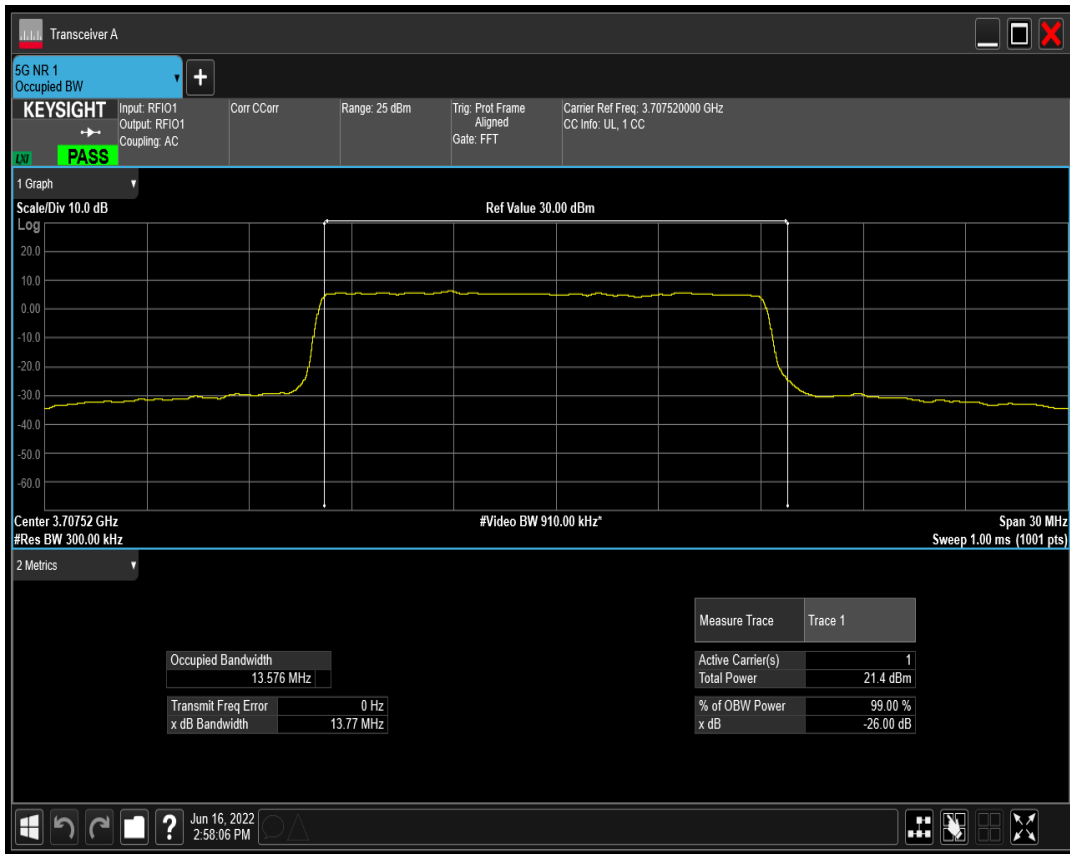 Transceiver A
5G NR 1
Occupied BW
+
KEYSIGHT
LXI
PASS
Input: RFIO1
Output: RFIO1
Coupling: AC
Corr CCorr
Range: 25 dBm
Trig: Prot Frame
Aligned
Gate: FFT
Carrier Ref Freq: 3.707520000 GHz
CC Info: UL, 1 CC
1 Graph
Scale/Div 10.0 dB
Ref Value 30.00 dBm
Log
20.0
10.0
0.00
-10.0
-20.0
-30.0
-40.0
-50.0
-60.0
Center 3.70752 GHz
#Video BW 910.00 kHz*
Span 30 MHz
#Res BW 300.00 kHz
Sweep 1.00 ms (1001 pts)
2 Metrics
Measure Trace Trace 1
Occupied Bandwidth
13.576 MHz
Active Carrier(s) 1
Total Power 21.4 dBm
Transmit Freq Error 0 Hz
x dB Bandwidth 13.77 MHz
% of OBW Power 99.00 %
x dB -26.00 dB
?
Jun 16, 2022
2:58:06 PM